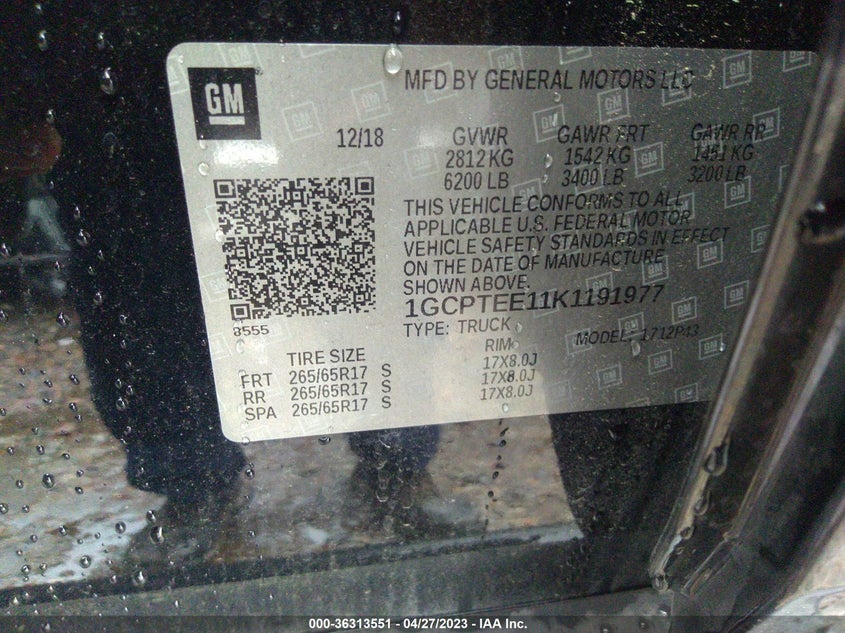 GM
MFD BY GENERAL MOTORS LLC
12/18 GVWR GAWR FRT GAWR RR
2812 KG 1542 KG 1451 KG
6200 LB 3400 LB 3200 LB
THIS VEHICLE CONFORMS TO ALL
APPLICABLE U.S. FEDERAL MOTOR
VEHICLE SAFETY STANDARDS IN EFFECT
ON THE DATE OF MANUFACTURE
SHOWN ABOVE.
1GCPTEE11K1191977
8555
TYPE: TRUCK MODEL: 1712P43
TIRE SIZE RIM
FRT 265/65R17 S 17X8.0J
RR 265/65R17 S 17X8.0J
SPA 265/65R17 S 17X8.0J
000-36313551 - 04/27/2023 - IAA Inc.